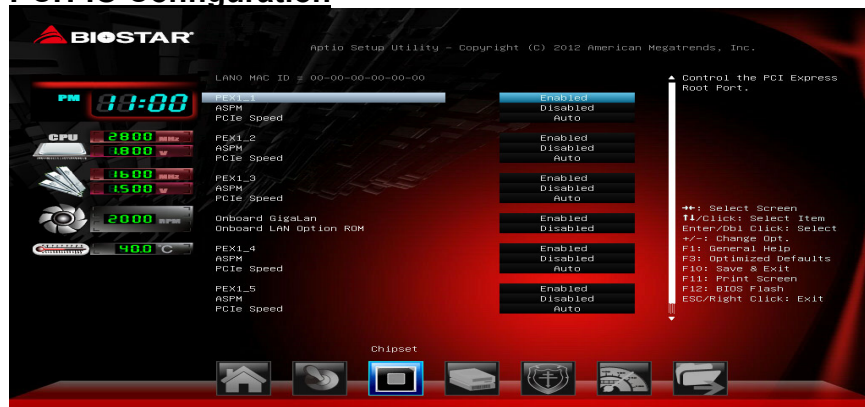 BIOSTAR
Aptio Setup Utility - Copyright (C) 2012 American Megatrends, Inc.
LAN0 MAC ID = 00-00-00-00-00-00
PEX1_1 Enabled
ASPM Disabled
PCIe Speed Auto
PEX1_2 Enabled
ASPM Disabled
PCIe Speed Auto
PEX1_3 Enabled
ASPM Disabled
PCIe Speed Auto
Onboard GigaLan Enabled
Onboard LAN Option ROM Disabled
PEX1_4 Enabled
ASPM Disabled
PCIe Speed Auto
PEX1_5 Enabled
ASPM Disabled
PCIe Speed Auto
Control the PCI Express
Root Port.
→←: Select Screen
↑↓/Click: Select Item
Enter/Dbl Click: Select
+/-: Change Opt.
F1: General Help
F3: Optimized Defaults
F10: Save & Exit
F11: Print Screen
F12: BIOS Flash
ESC/Right Click: Exit
PM 11:00
CPU 2800 MHz
1.800 V
1600 MHz
1.500 V
2000 RPM
40.0 °C
Chipset